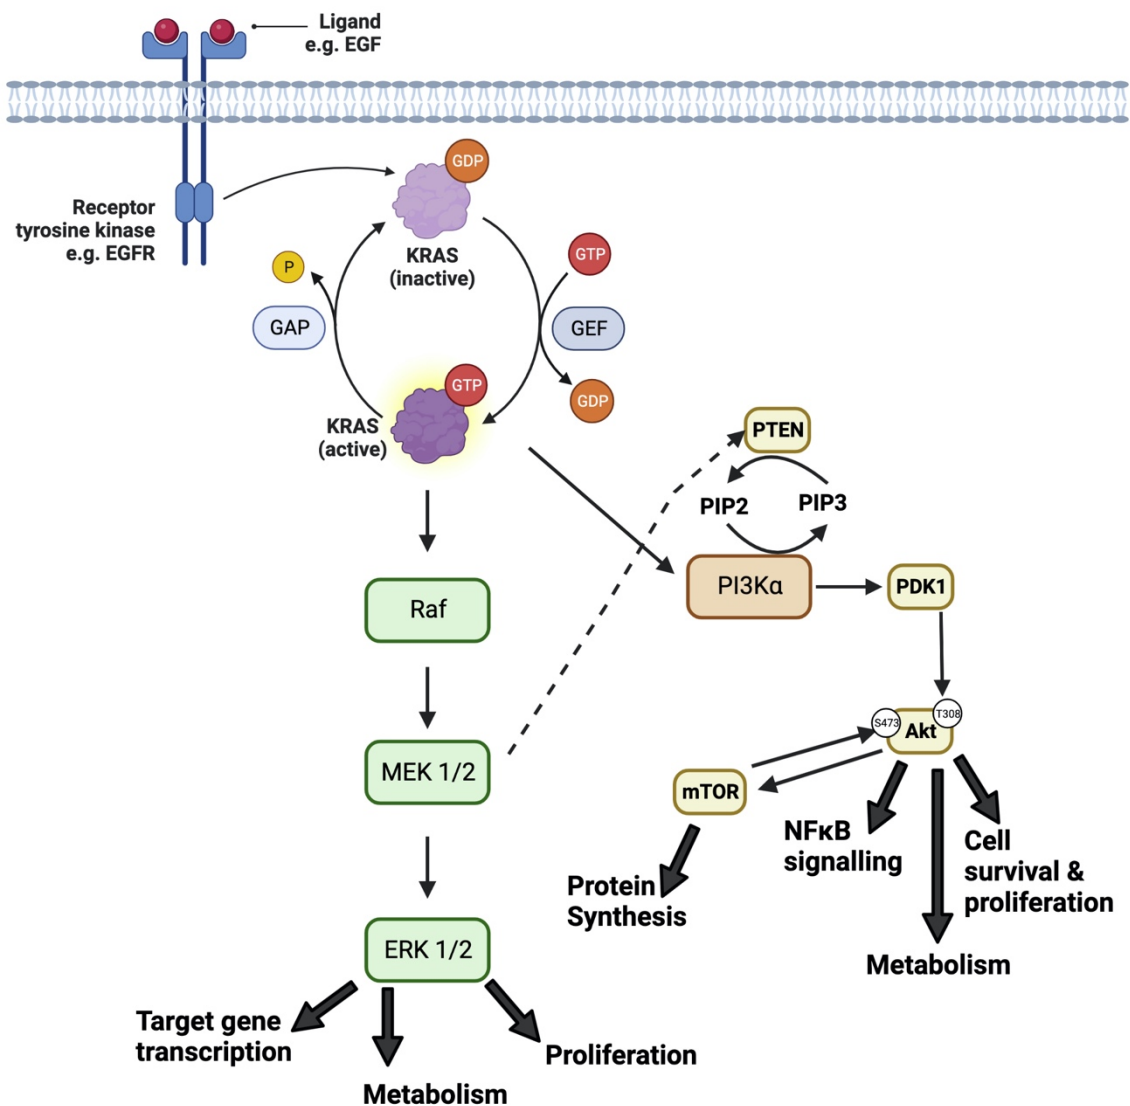 Ligand
e.g. EGF
GDP
Receptor
tyrosine kinase
e.g. EGFR
KRAS
(inactive)
GTP
P
GAP
GEF
GTP
GDP
KRAS
(active)
PTEN
PIP2
PIP3
Raf
PI3Kα
PDK1
S473
T308
Akt
MEK 1/2
mTOR
NFκB
signalling
Cell
survival &
proliferation
Protein
Synthesis
ERK 1/2
Metabolism
Target gene
transcription
Proliferation
Metabolism